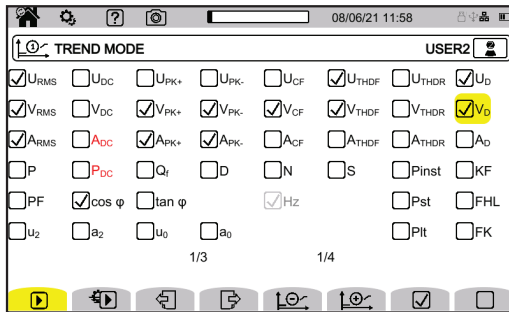 ? 08/06/21 11:58
TREND MODE USER2
URMS UDC UPK+ UPK- UCF UTHDF UTHDR UD
VRMS VDC VPK+ VPK- VCF VTHDF VTHDR VD
ARMS ADC APK+ APK- ACF ATHDF ATHDR AD
P PDC Qf D N S Pinst KF
PF cos φ tan φ Hz Pst FHL
u2 a2 u0 a0 Plt FK
1/3 1/4